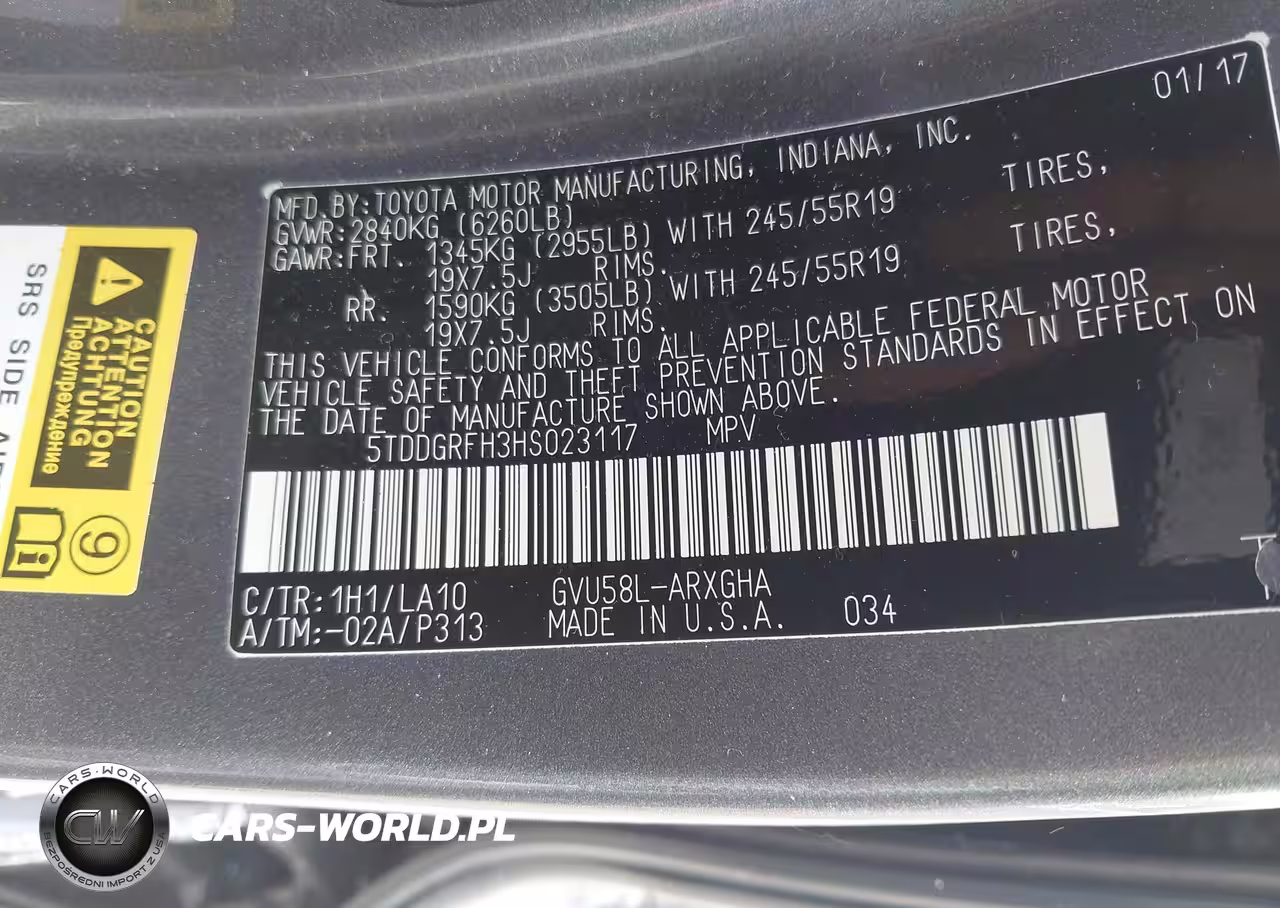 01/17
MFD.BY:TOYOTA MOTOR MANUFACTURING, INDIANA, INC.
GVWR:2840KG (6260LB)
GAWR:FRT. 1345KG (2955LB) WITH 245/55R19 TIRES,
19X7.5J RIMS.
RR. 1590KG (3505LB) WITH 245/55R19 TIRES,
19X7.5J RIMS.
THIS VEHICLE CONFORMS TO ALL APPLICABLE FEDERAL MOTOR
VEHICLE SAFETY AND THEFT PREVENTION STANDARDS IN EFFECT ON
THE DATE OF MANUFACTURE SHOWN ABOVE.
5TDDGRFH3HS023117 MPV
C/TR:1H1/LA10 GVU58L-ARXGHA
A/TM:-02A/P313 MADE IN U.S.A. 034
CAUTION
ATTENTION
ACHTUNG
Предупреждение
SRS SIDE
9
i
CARS-WORLD
CW
BEZPOŚREDNI IMPORT Z USA
CARS-WORLD.PL